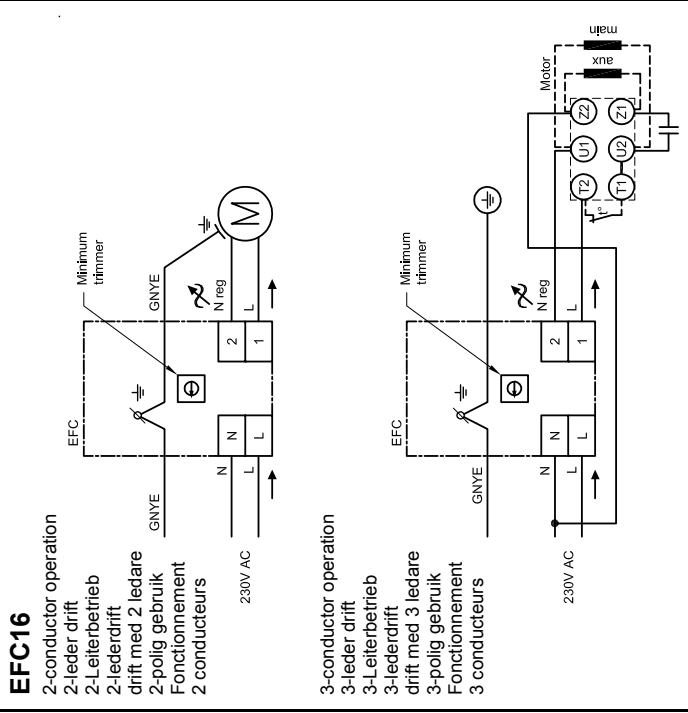 EFC16
2-conductor operation
2-leder drift
2-Leiterbetrieb
2-lederdrift
drift med 2 ledare
2-polig gebruik
Fonctionnement
2 conducteurs
230V AC
GNYE
N
L
EFC
N
L
2
1
Minimum
trimmer
GNYE
N reg
L
M
3-conductor operation
3-leder drift
3-Leiterbetrieb
3-lederdrift
drift med 3 ledare
3-polig gebruik
Fonctionnement
3 conducteurs
230V AC
GNYE
N
L
EFC
N
L
2
1
Minimum
trimmer
N reg
L
t°
T2
U1
Z2
T1
U2
Z1
Motor
aux
main